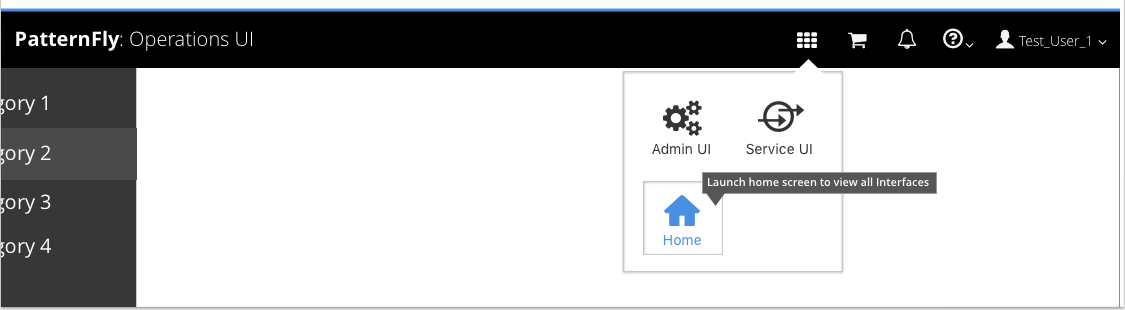 PatternFly: Operations UI
Test_User_1
gory 1
gory 2
gory 3
gory 4
Admin UI
Service UI
Launch home screen to view all Interfaces
Home